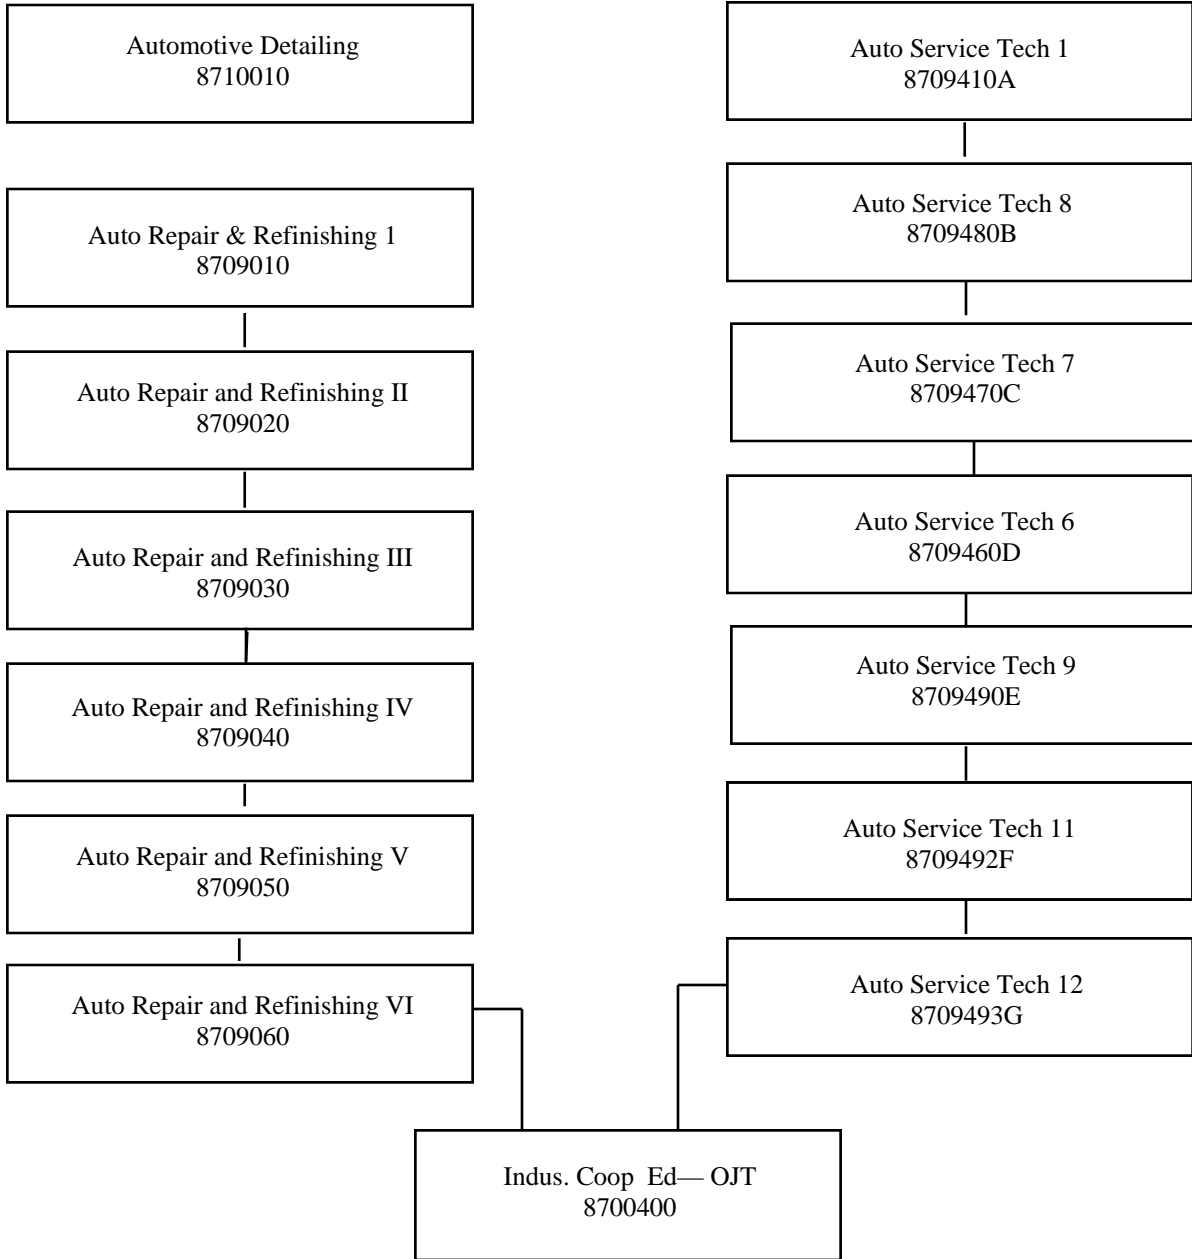 Automotive Detailing
8710010
Auto Repair & Refinishing 1
8709010
Auto Repair and Refinishing II
8709020
Auto Repair and Refinishing III
8709030
Auto Repair and Refinishing IV
8709040
Auto Repair and Refinishing V
8709050
Auto Repair and Refinishing VI
8709060
Auto Service Tech 1
8709410A
Auto Service Tech 8
8709480B
Auto Service Tech 7
8709470C
Auto Service Tech 6
8709460D
Auto Service Tech 9
8709490E
Auto Service Tech 11
8709492F
Auto Service Tech 12
8709493G
Indus. Coop Ed— OJT
8700400